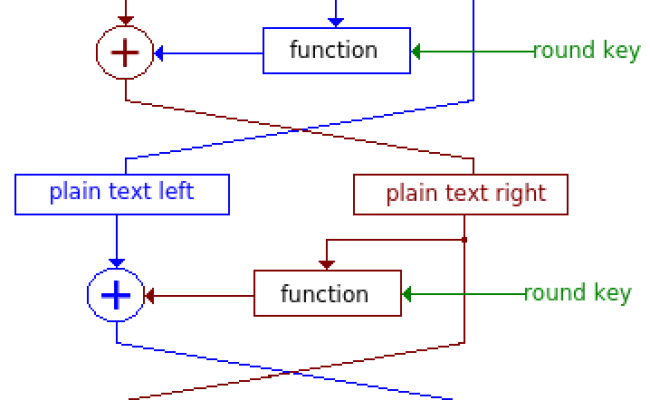 function
round key
plain text left
plain text right
function
round key